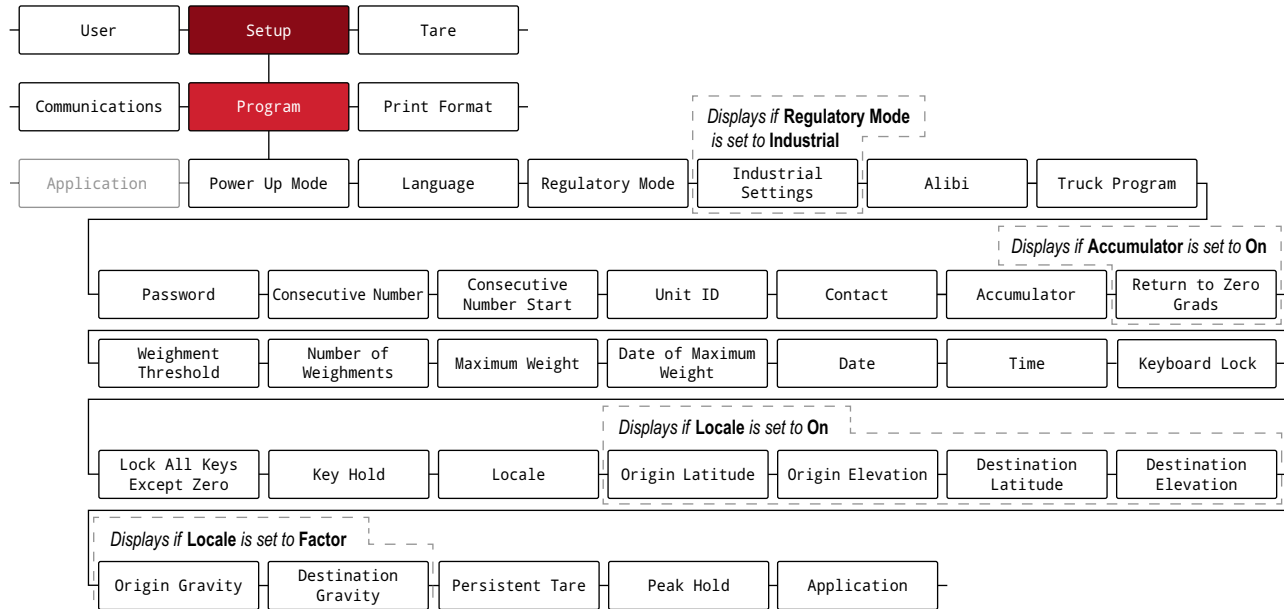 User
Setup
Tare
Communications
Program
Print Format
Displays if Regulatory Mode
is set to Industrial
Application
Power Up Mode
Language
Regulatory Mode
Industrial
Settings
Alibi
Truck Program
Displays if Accumulator is set to On
Password
Consecutive Number
Consecutive
Number Start
Unit ID
Contact
Accumulator
Return to Zero
Grads
Weighment
Threshold
Number of
Weighments
Maximum Weight
Date of Maximum
Weight
Date
Time
Keyboard Lock
Displays if Locale is set to On
Lock All Keys
Except Zero
Key Hold
Locale
Origin Latitude
Origin Elevation
Destination
Latitude
Destination
Elevation
Displays if Locale is set to Factor
Origin Gravity
Destination
Gravity
Persistent Tare
Peak Hold
Application